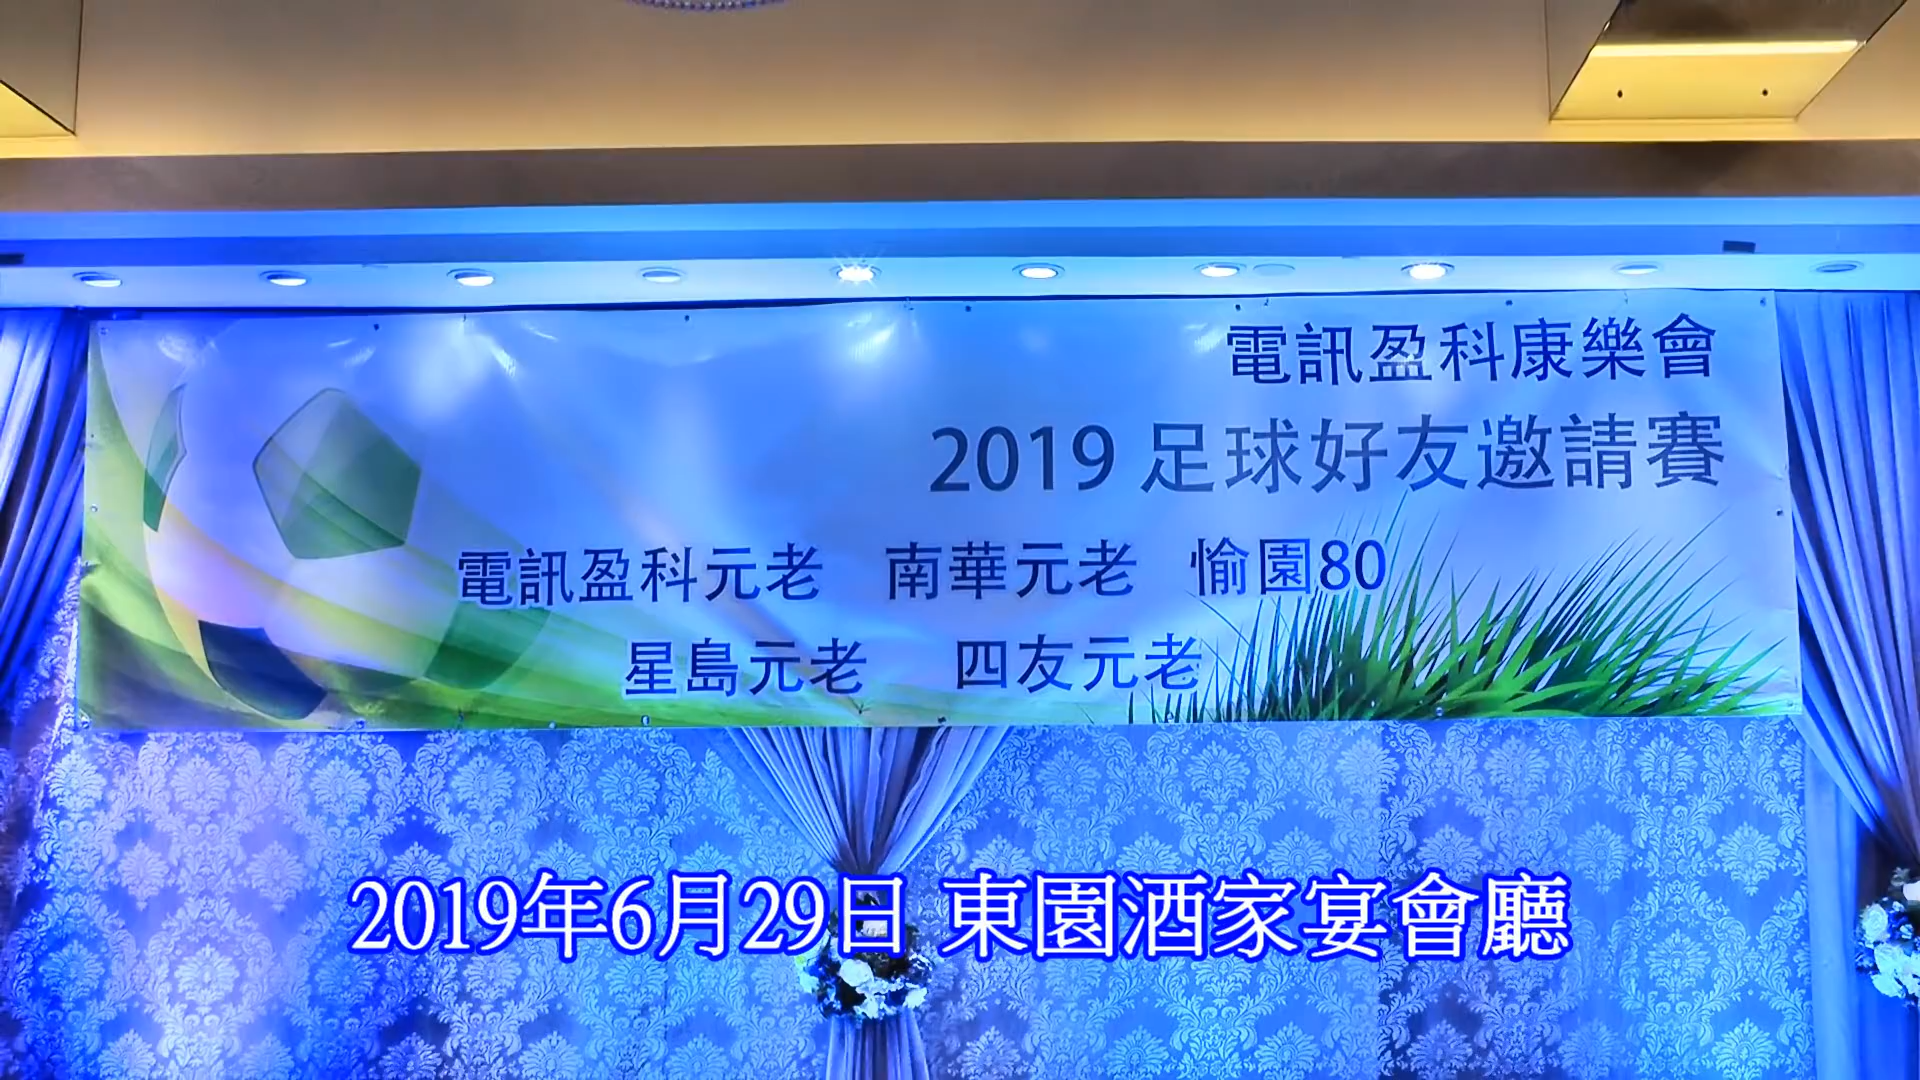 電訊盈科康樂會
2019 足球好友邀請賽
電訊盈科元老 南華元老 愉園80
星島元老 四友元老
2019年6月29日 東園酒家宴會廳